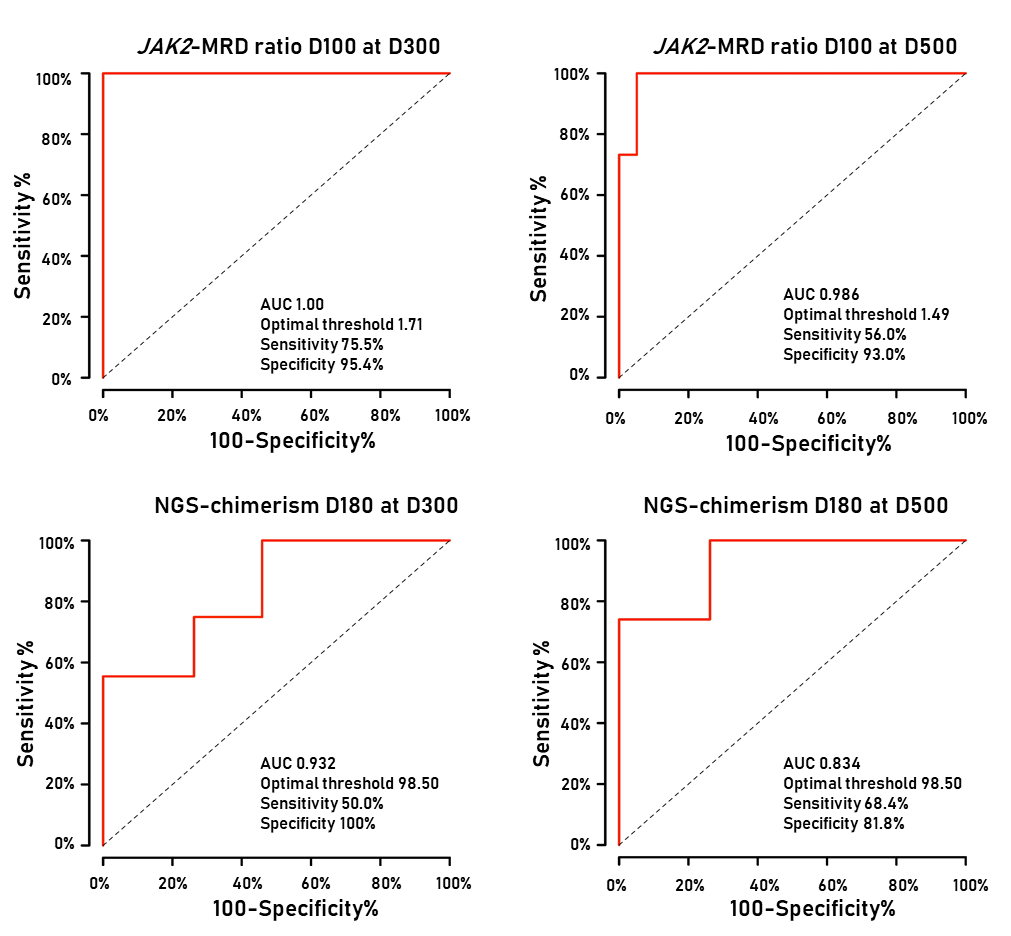 JAK2-MRD ratio D100 at D300
100%
80%
60%
40%
20%
0%
Sensitivity %
AUC 1.00
Optimal threshold 1.71
Sensitivity 75.5%
Specificity 95.4%
0% 20% 40% 60% 80% 100%
100-Specificity%
JAK2-MRD ratio D100 at D500
100%
80%
60%
40%
20%
0%
Sensitivity %
AUC 0.986
Optimal threshold 1.49
Sensitivity 56.0%
Specificity 93.0%
0% 20% 40% 60% 80% 100%
100-Specificity%
NGS-chimerism D180 at D300
100%
80%
60%
40%
20%
0%
Sensitivity %
AUC 0.932
Optimal threshold 98.50
Sensitivity 50.0%
Specificity 100%
0% 20% 40% 60% 80% 100%
100-Specificity%
NGS-chimerism D180 at D500
100%
80%
60%
40%
20%
0%
Sensitivity %
AUC 0.834
Optimal threshold 98.50
Sensitivity 68.4%
Specificity 81.8%
0% 20% 40% 60% 80% 100%
100-Specificity%